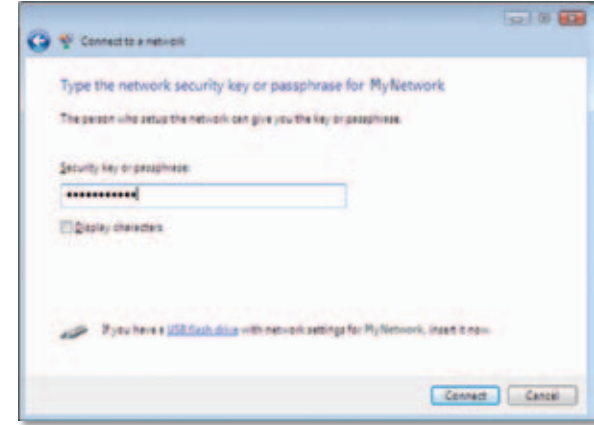 Connect to a network
Type the network security key or passphrase for MyNetwork
The person who setup the network can give you the key or passphrase.
Security key or passphrase:
•••••••••••
Display characters
If you have a USB flash drive with network settings for MyNetwork, insert it now.
Connect Cancel